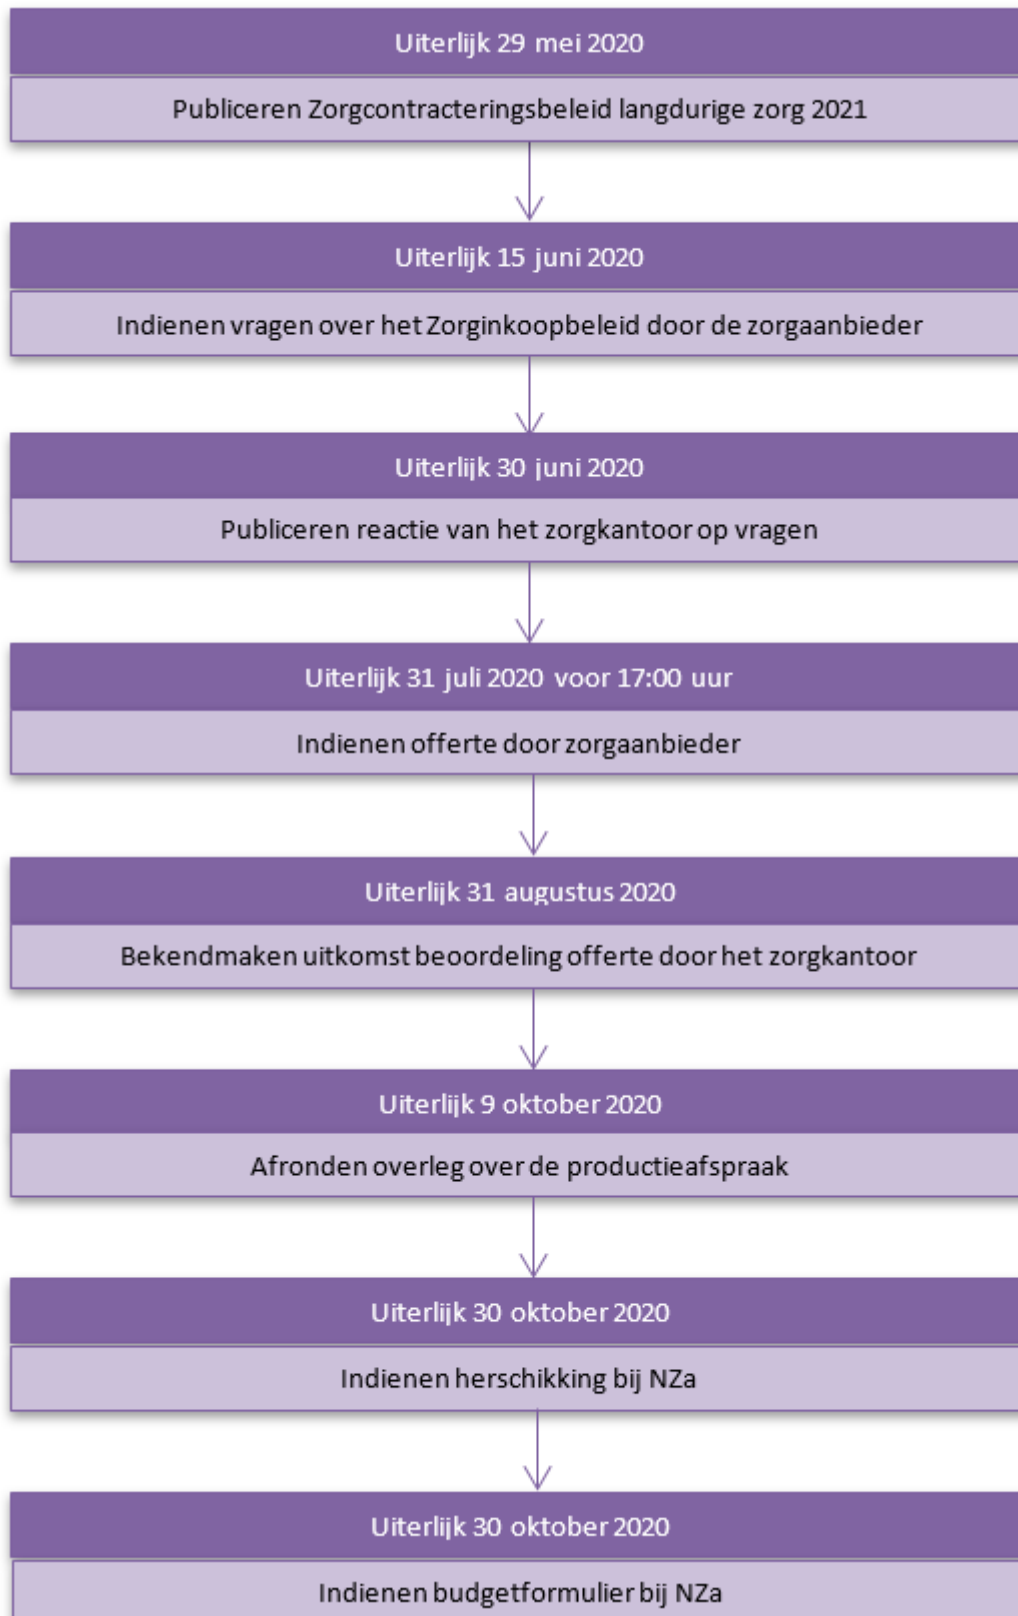 Uiterlijk 29 mei 2020
Publiceren Zorgcontracteringsbeleid langdurige zorg 2021
Uiterlijk 15 juni 2020
Indienen vragen over het Zorginkoopbeleid door de zorgaanbieder
Uiterlijk 30 juni 2020
Publiceren reactie van het zorgkantoor op vragen
Uiterlijk 31 juli 2020 voor 17:00 uur
Indienen offerte door zorgaanbieder
Uiterlijk 31 augustus 2020
Bekendmaken uitkomst beoordeling offerte door het zorgkantoor
Uiterlijk 9 oktober 2020
Afronden overleg over de productieafspraak
Uiterlijk 30 oktober 2020
Indienen herschikking bij NZa
Uiterlijk 30 oktober 2020
Indienen budgetformulier bij NZa